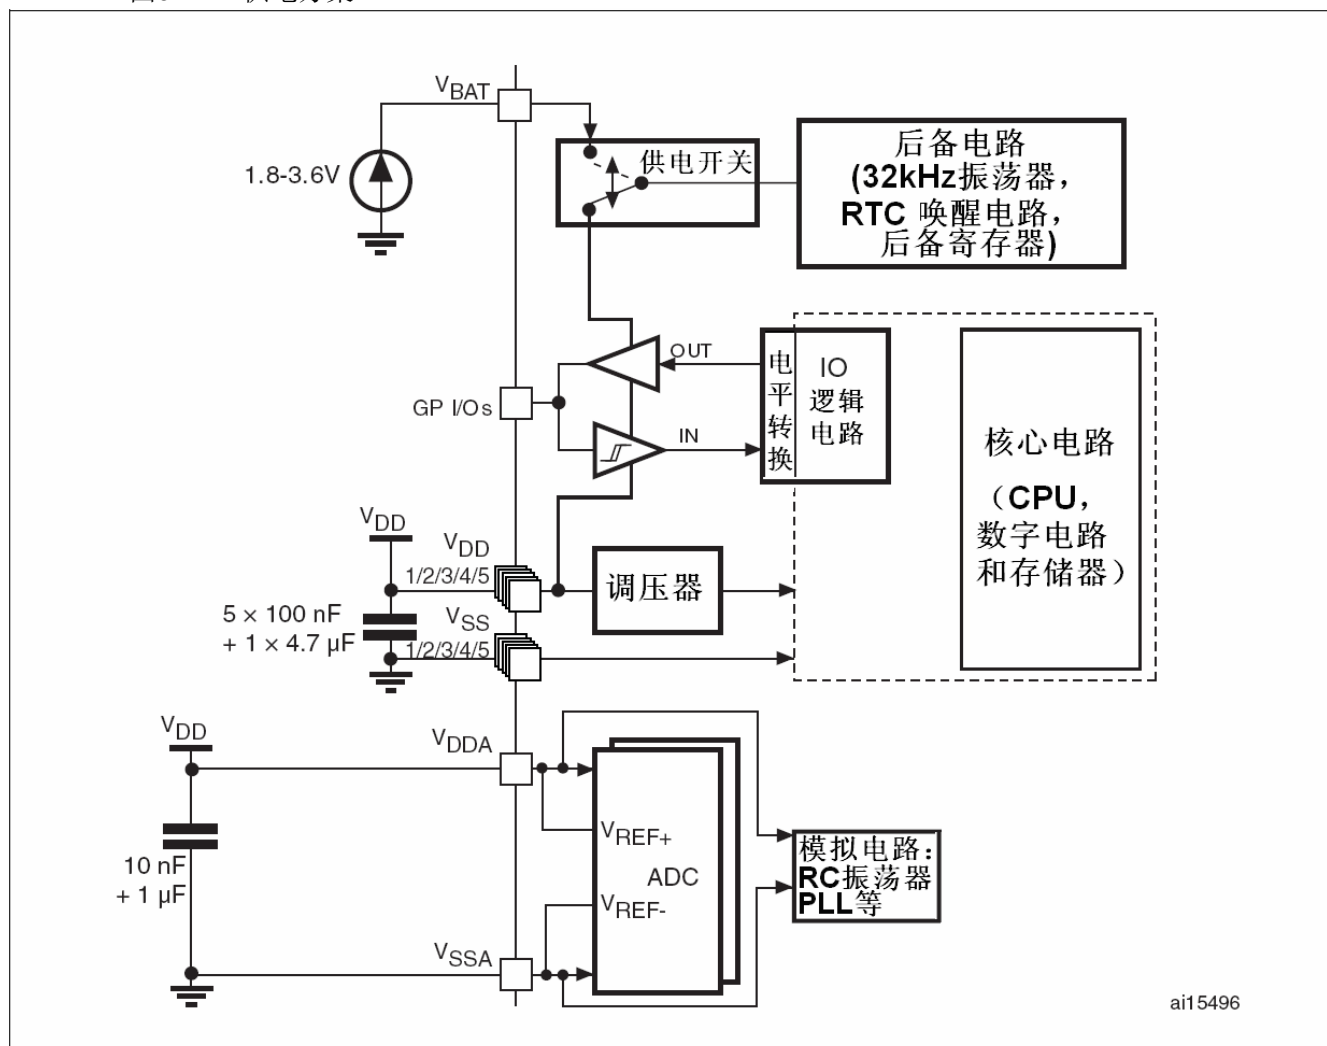 VBAT
1.8-3.6V
供电开关
后备电路
(32kHz振荡器，
RTC 唤醒电路，
后备寄存器)
GP I/Os
OUT
IN
电平转换
IO
逻辑
电路
核心电路
（CPU，
数字电路
和存储器）
VDD
VDD
1/2/3/4/5
调压器
5 × 100 nF
+ 1 × 4.7 µF
VSS
1/2/3/4/5
VDD
VDDA
10 nF
+ 1 µF
VREF+
ADC
VREF-
模拟电路：
RC振荡器
PLL等
VSSA
ai15496